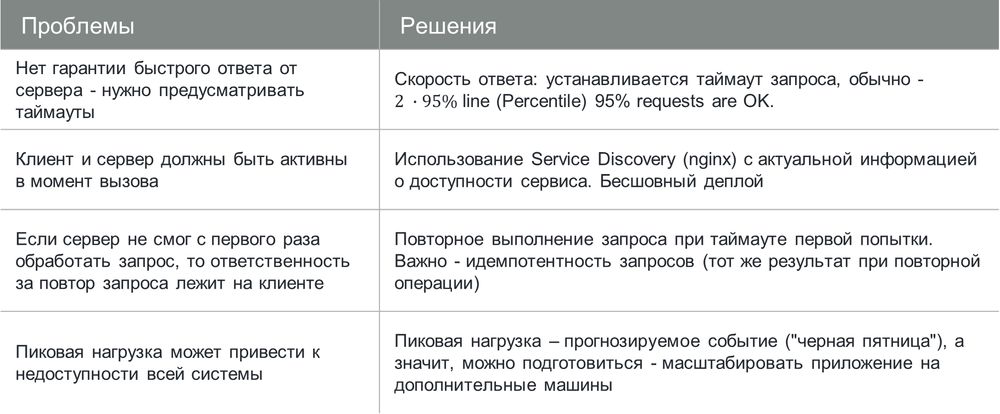 Проблемы
Решения
Нет гарантии быстрого ответа от
сервера - нужно предусматривать
таймауты
Скорость ответа: устанавливается таймаут запроса, обычно -
2 · 95% line (Percentile) 95% requests are OK.
Клиент и сервер должны быть активны
в момент вызова
Использование Service Discovery (nginx) с актуальной информацией
о доступности сервиса. Бесшовный деплой
Если сервер не смог с первого раза
обработать запрос, то ответственность
за повтор запроса лежит на клиенте
Повторное выполнение запроса при таймауте первой попытки.
Важно - идемпотентность запросов (тот же результат при повторной
операции)
Пиковая нагрузка может привести к
недоступности всей системы
Пиковая нагрузка – прогнозируемое событие ("черная пятница"), а
значит, можно подготовиться - масштабировать приложение на
дополнительные машины